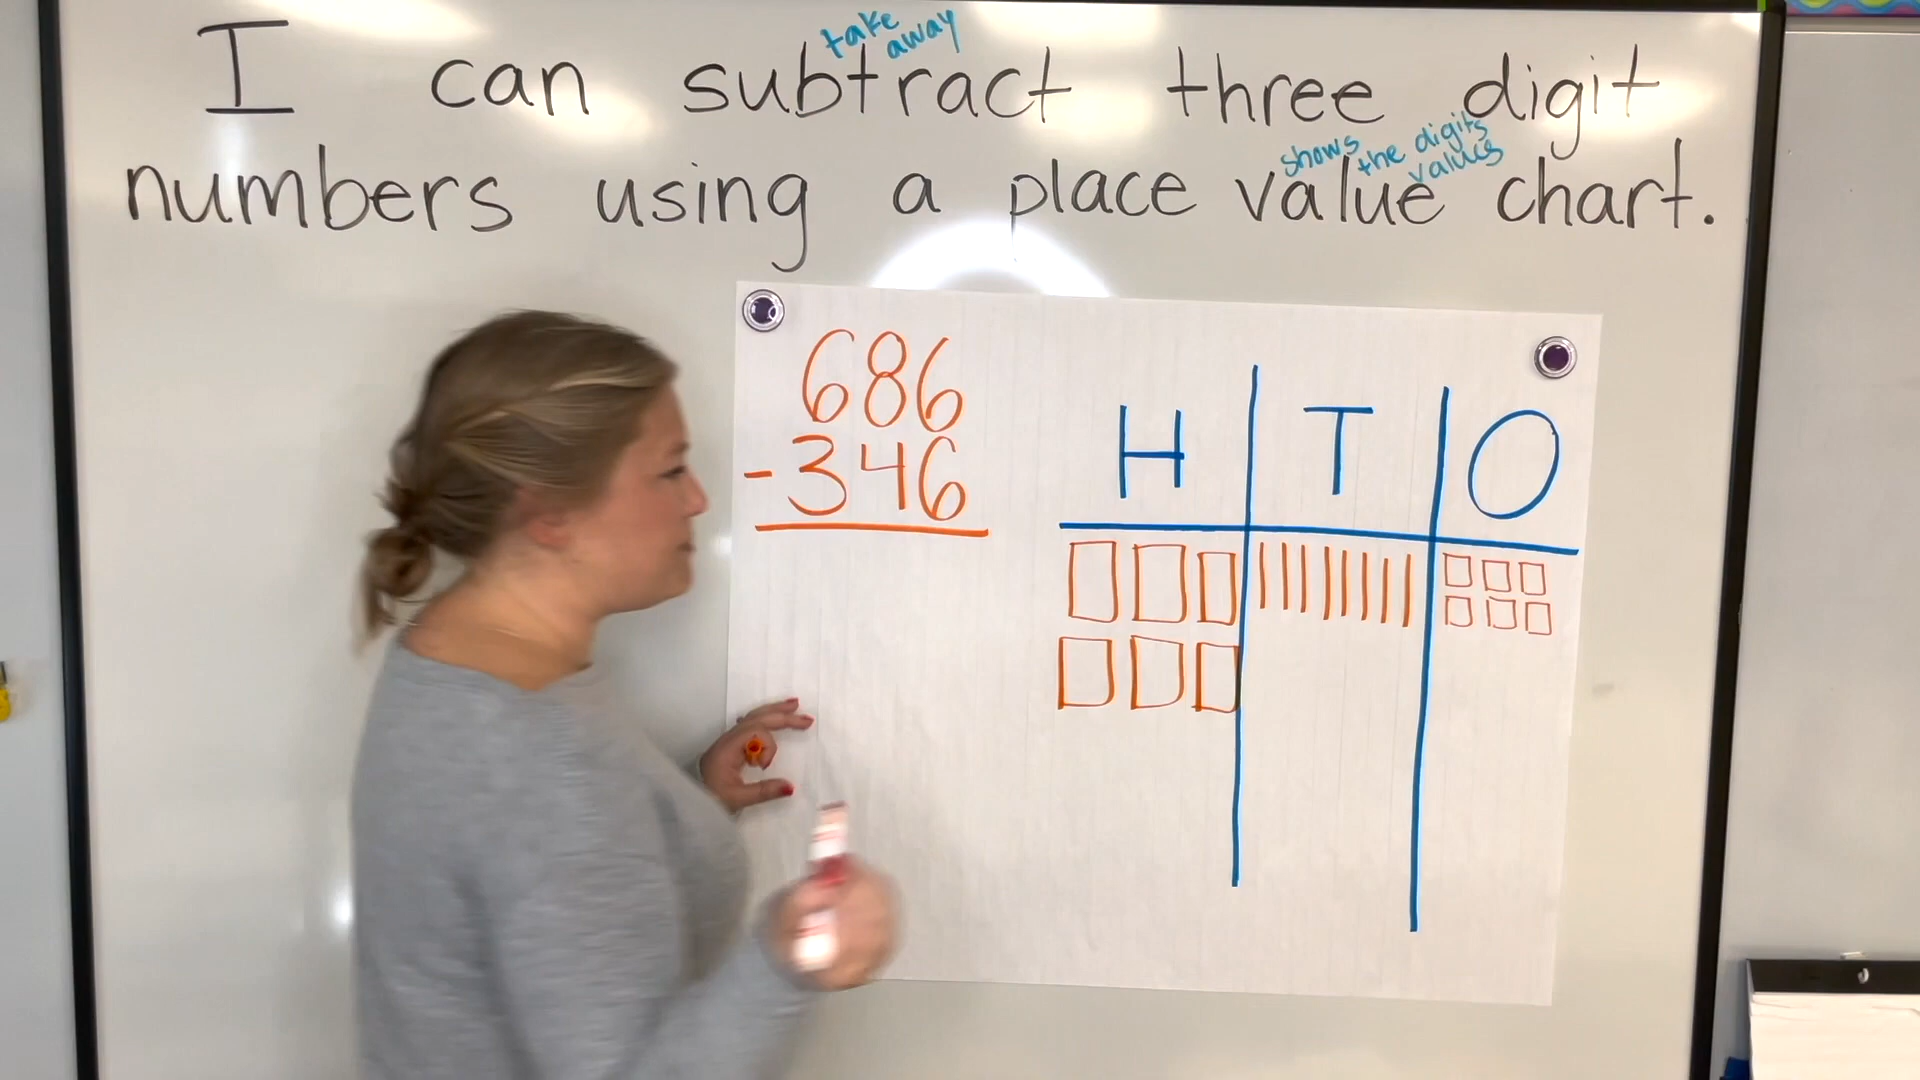 take
away
I can subtract three digit
shows the digits
values
numbers using a place value chart.
686
-346
H T O